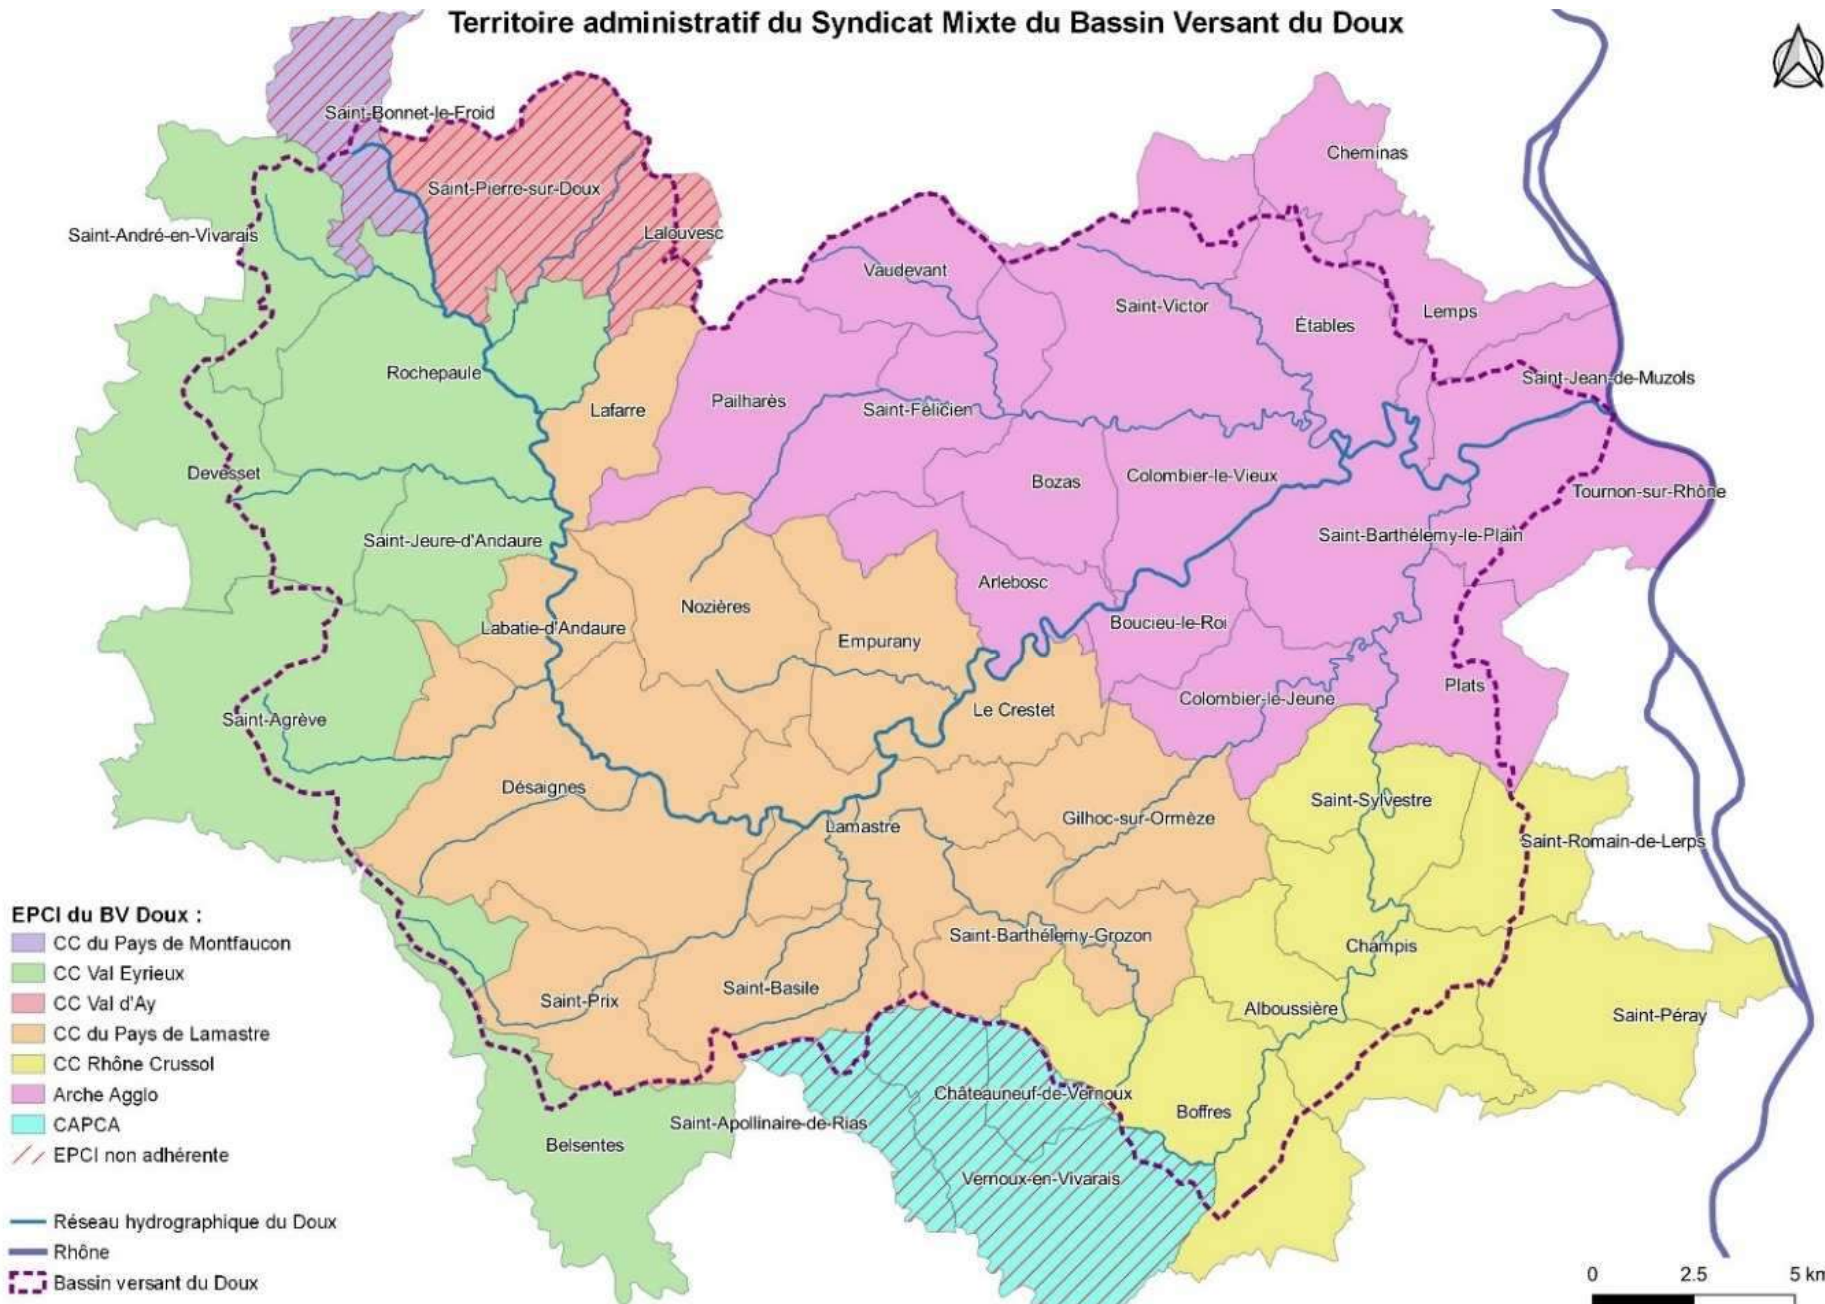 Territoire administratif du Syndicat Mixte du Bassin Versant du Doux
Saint-Bonnet-le-Froid
Cheminas
Saint-Pierre-sur-Doux
Saint-André-en-Vivarais
Lalouvesc
Vaudevant
Saint-Victor
Étables
Lemps
Rochepaule
Saint-Jean-de-Muzols
Lafarre
Pailharès
Saint-Félicien
Devesset
Bozas
Colombier-le-Vieux
Tournon-sur-Rhône
Saint-Jeure-d'Andaure
Saint-Barthélemy-le-Plain
Arlebosc
Nozières
Labatie-d'Andaure
Empurany
Boucieu-le-Roi
Plats
Colombier-le-Jeune
Saint-Agrève
Le Crestet
Désaignes
Saint-Sylvestre
Lamastre
Gilhoc-sur-Ormèze
Saint-Romain-de-Lerps
Saint-Barthélemy-Grozon
Champis
Saint-Prix
Saint-Basile
Alboussière
Saint-Péray
Châteauneuf-de-Vernoux
Boffres
Saint-Apollinaire-de-Rias
Belsentes
Vernoux-en-Vivarais
EPCI du BV Doux :
CC du Pays de Montfaucon
CC Val Eyrieux
CC Val d'Ay
CC du Pays de Lamastre
CC Rhône Crussol
Arche Agglo
CAPCA
EPCI non adhérente
Réseau hydrographique du Doux
Rhône
Bassin versant du Doux
0 2.5 5 km